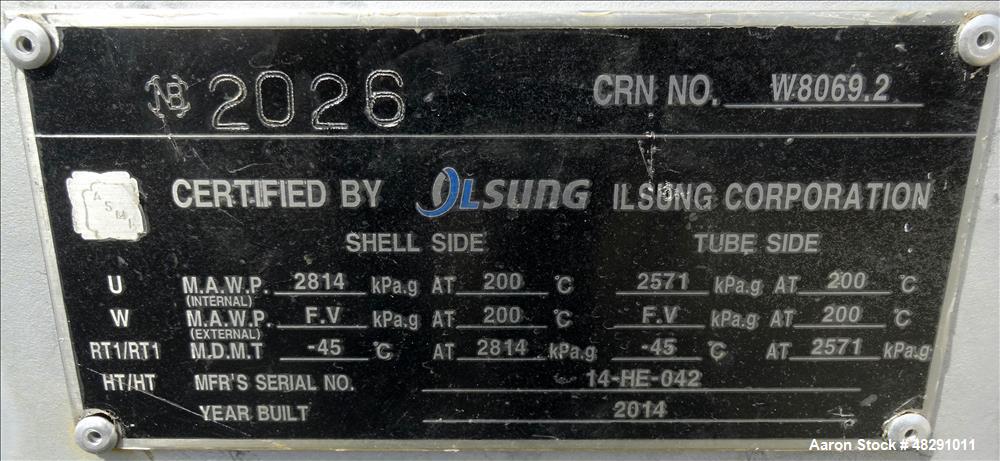 NB 2026 CRN NO. W8069.2
ASME CERTIFIED BY ILSUNG ILSUNG CORPORATION
SHELL SIDE TUBE SIDE
U M.A.W.P. (INTERNAL) 2814 kPa.g AT 200 °C 2571 kPa.g AT 200 °C
W M.A.W.P. (EXTERNAL) F.V kPa.g AT 200 °C F.V kPa.g AT 200 °C
RT1/RT1 M.D.M.T -45 °C AT 2814 kPa.g -45 °C AT 2571 kPa.g
HT/HT MFR'S SERIAL NO. 14-HE-042
YEAR BUILT 2014
Aaron Stock # 48291011